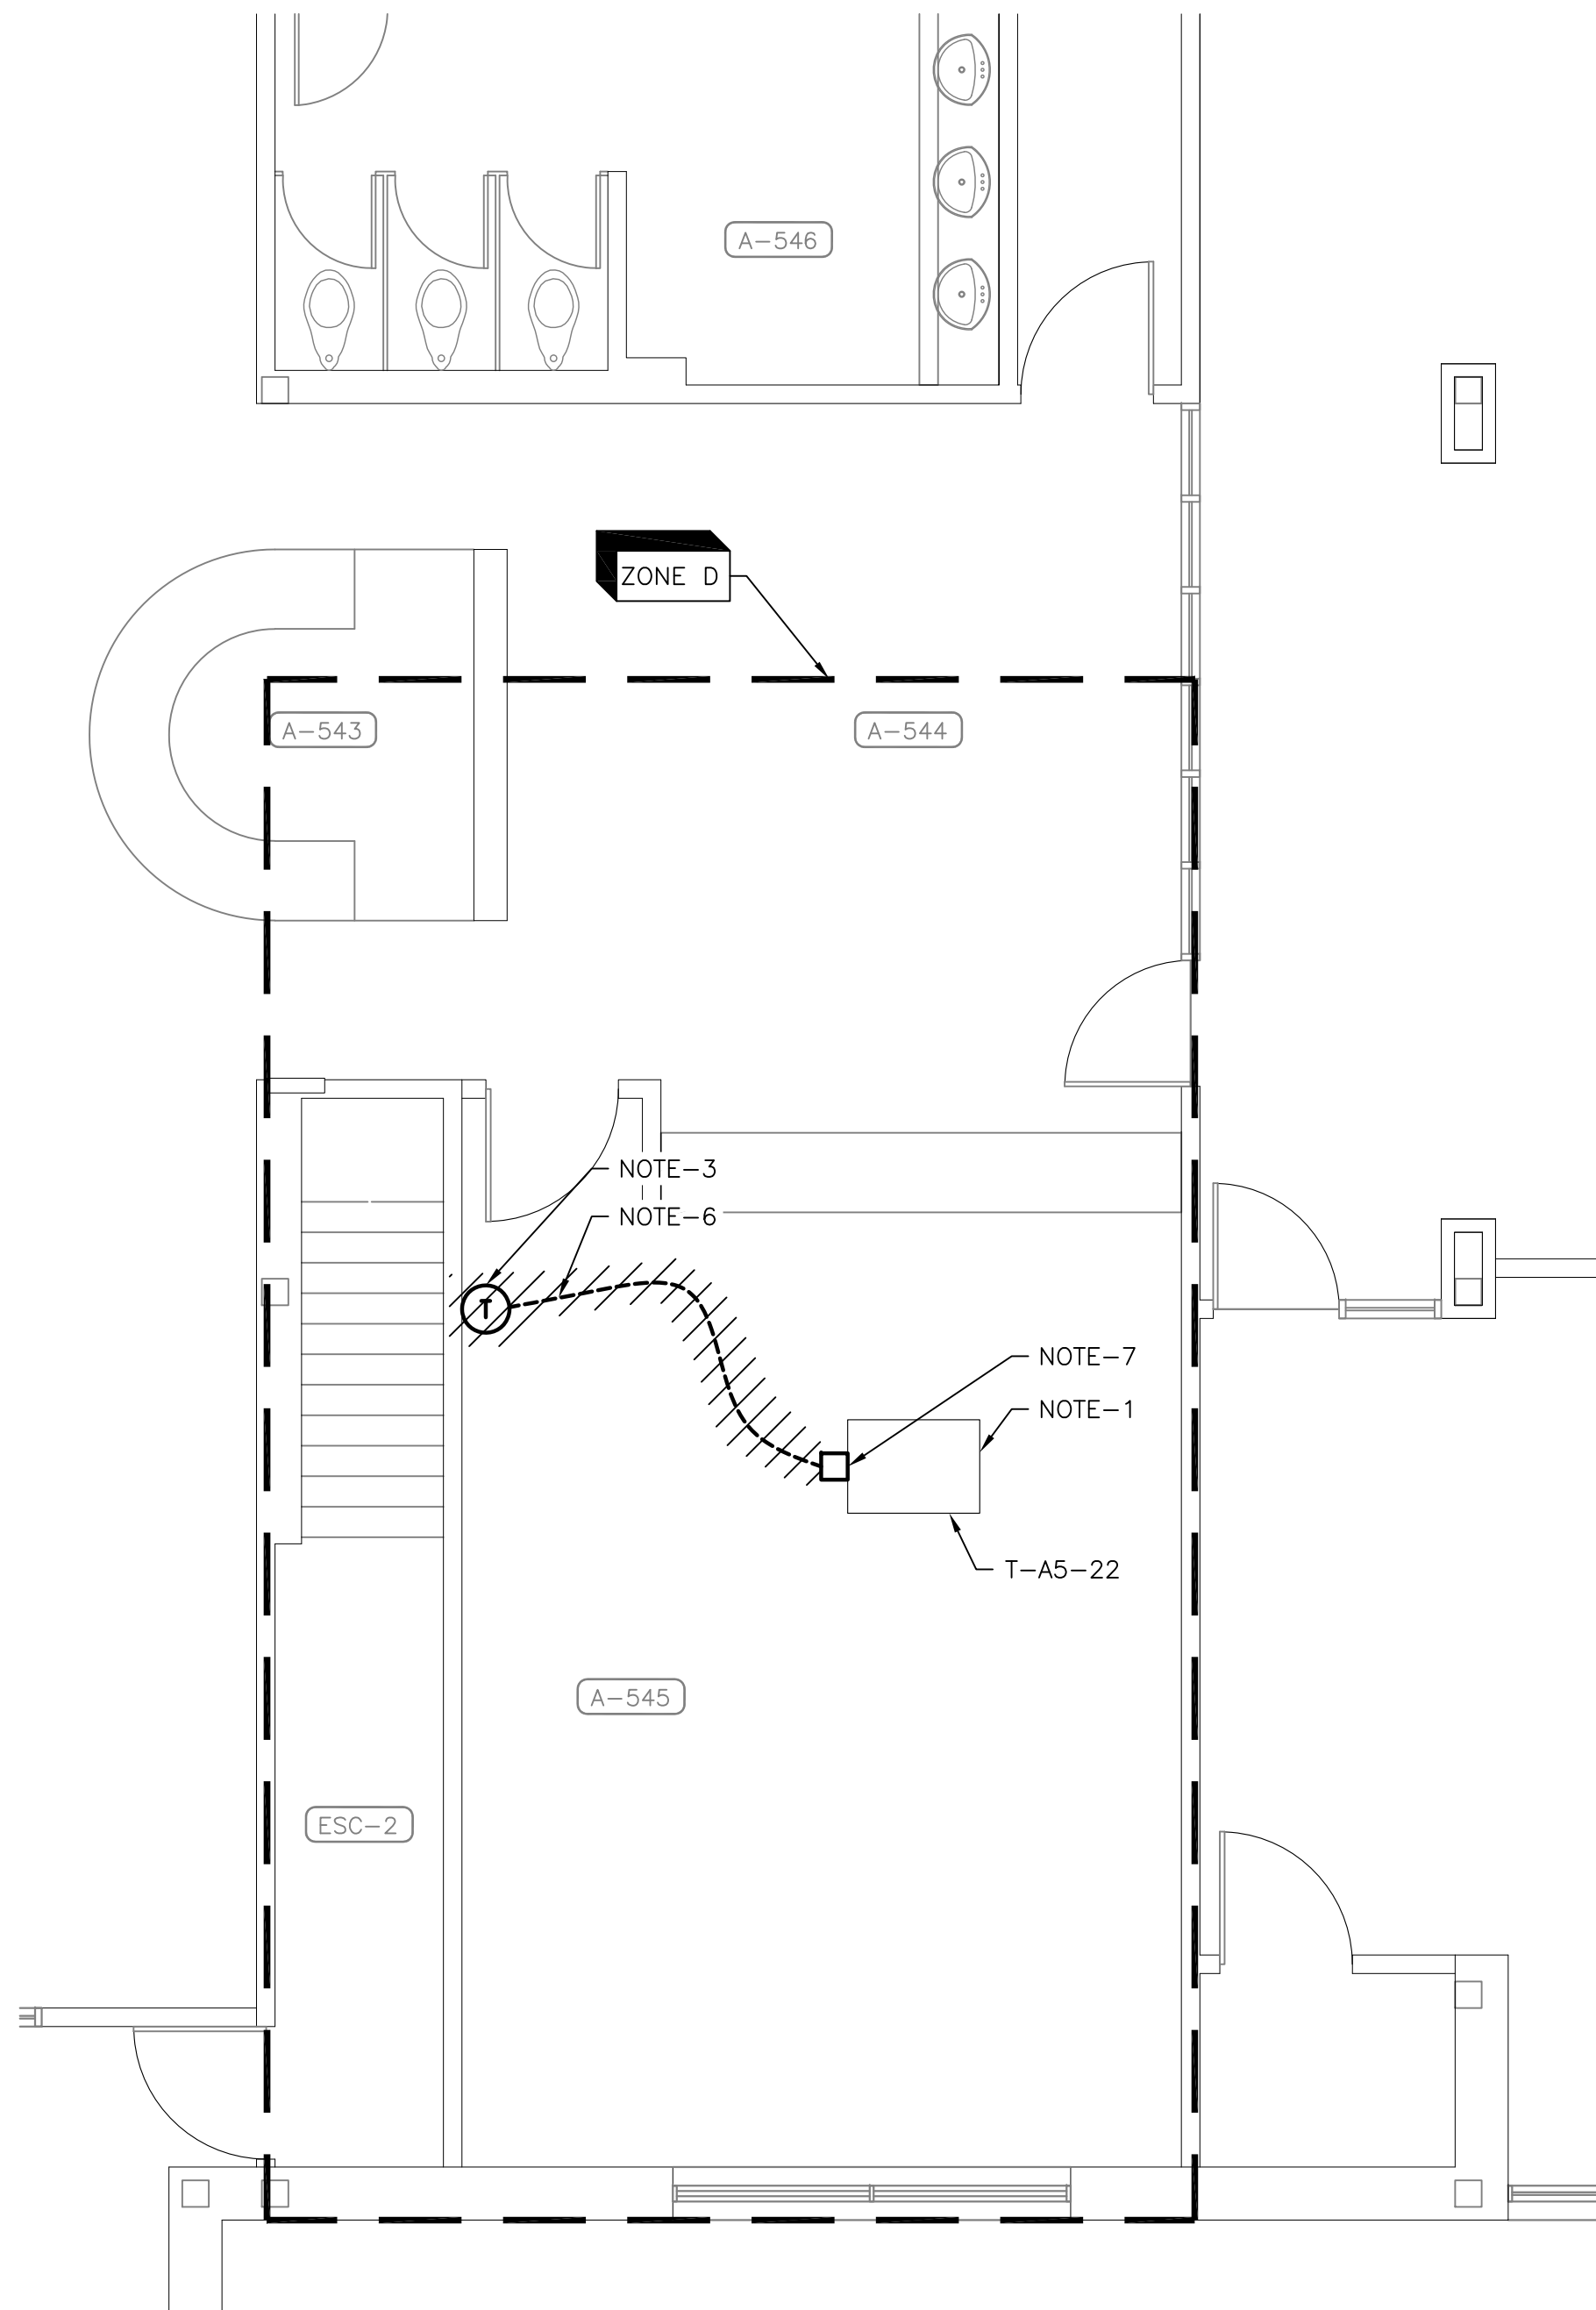 A-546
ZONE D
A-543
A-544
NOTE-3
NOTE-6
T
NOTE-7
NOTE-1
T-A5-22
A-545
ESC-2